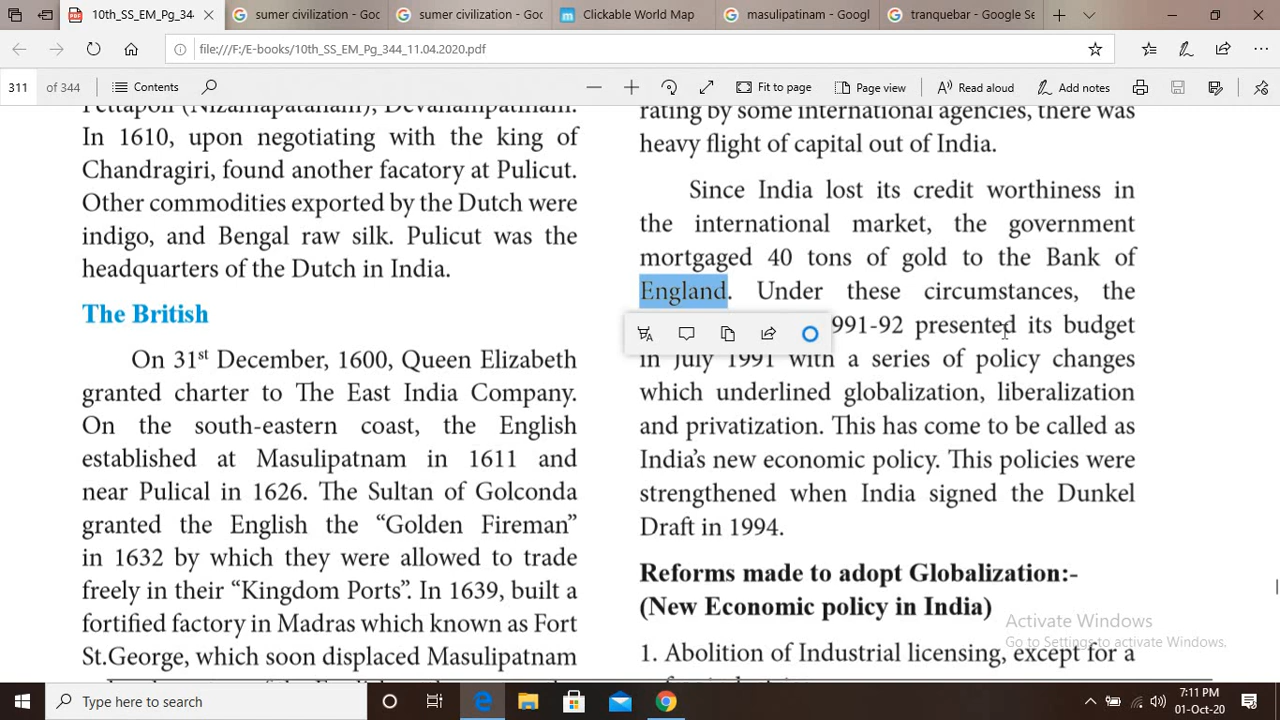 10th_SS_EM_Pg_344
sumer civilization - Goo
sumer civilization - Goo
Clickable World Map
masulipatinam - Googl
tranquebar - Google Se
file:///F:/E-books/10th_SS_EM_Pg_344_11.04.2020.pdf
311 of 344
Contents
Fit to page
Page view
Read aloud
Add notes
Pettapoli (Nizamapatanam), Devanampatinam.
In 1610, upon negotiating with the king of
Chandragiri, found another facatory at Pulicut.
Other commodities exported by the Dutch were
indigo, and Bengal raw silk. Pulicut was the
headquarters of the Dutch in India.
The British
On 31st December, 1600, Queen Elizabeth
granted charter to The East India Company.
On the south-eastern coast, the English
established at Masulipatnam in 1611 and
near Pulical in 1626. The Sultan of Golconda
granted the English the “Golden Fireman”
in 1632 by which they were allowed to trade
freely in their “Kingdom Ports”. In 1639, built a
fortified factory in Madras which known as Fort
St.George, which soon displaced Masulipatnam
rating by some international agencies, there was
heavy flight of capital out of India.
Since India lost its credit worthiness in
the international market, the government
mortgaged 40 tons of gold to the Bank of
England. Under these circumstances, the
991-92 presented its budget
in July 1991 with a series of policy changes
which underlined globalization, liberalization
and privatization. This has come to be called as
India’s new economic policy. This policies were
strengthened when India signed the Dunkel
Draft in 1994.
Reforms made to adopt Globalization:-
(New Economic policy in India)
1. Abolition of Industrial licensing, except for a
Activate Windows
Go to Settings to activate Windows.
Type here to search
7:11 PM
01-Oct-20